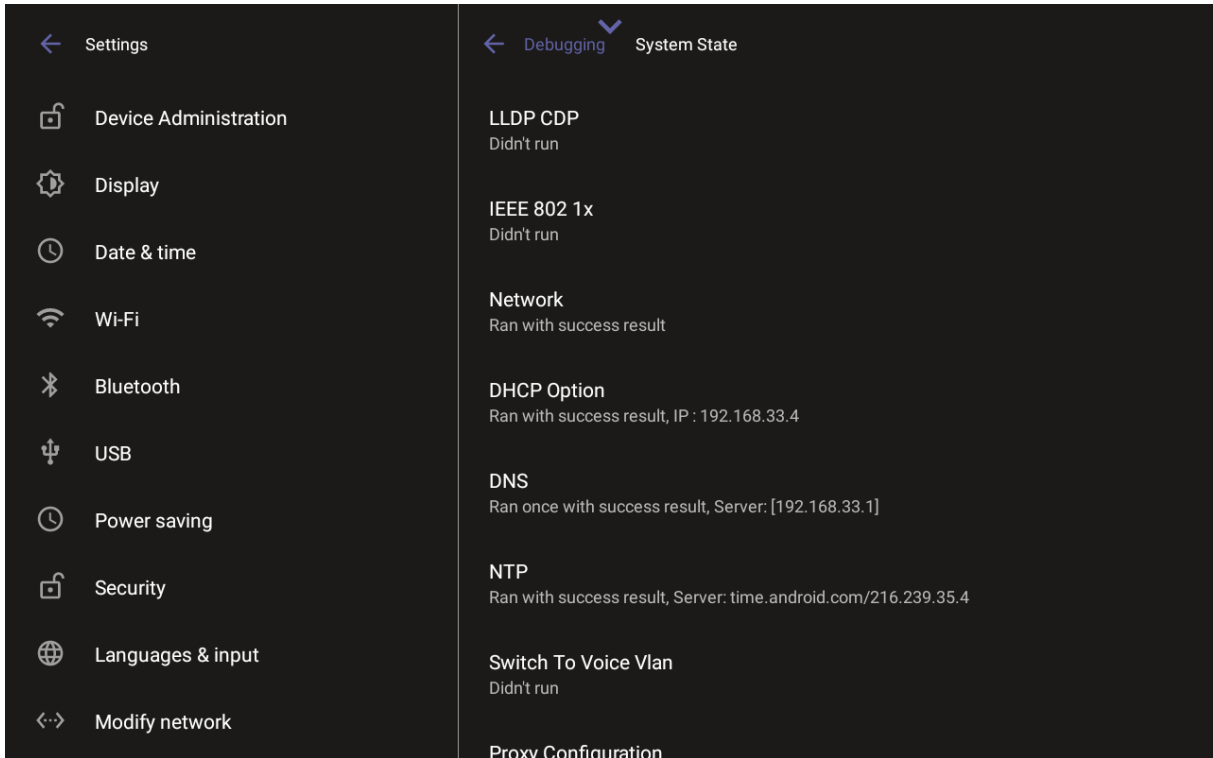 Settings
Device Administration
Display
Date & time
Wi-Fi
Bluetooth
USB
Power saving
Security
Languages & input
Modify network
Debugging System State
LLDP CDP
Didn't run
IEEE 802 1x
Didn't run
Network
Ran with success result
DHCP Option
Ran with success result, IP : 192.168.33.4
DNS
Ran once with success result, Server: [192.168.33.1]
NTP
Ran with success result, Server: time.android.com/216.239.35.4
Switch To Voice Vlan
Didn't run
Proxy Configuration